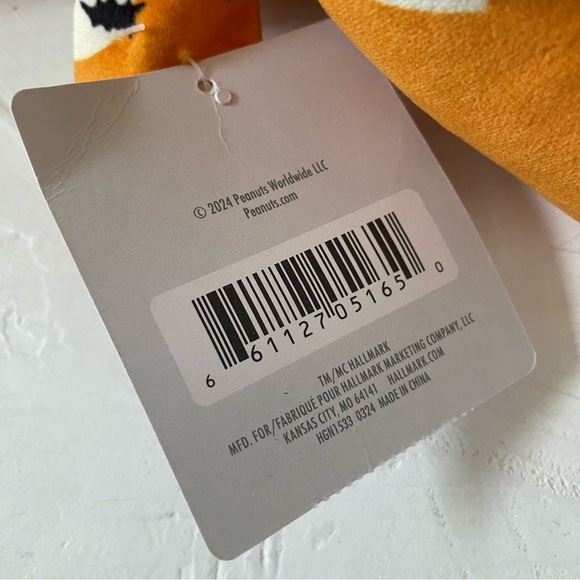 © 2024 Peanuts Worldwide LLC
Peanuts.com
6 61127 05165 0
TM/MC HALLMARK
MFD. FOR/FABRIQUÉ POUR HALLMARK MARKETING COMPANY, LLC
KANSAS CITY, MO 64141 HALLMARK.COM
HGN1533 0324 MADE IN CHINA